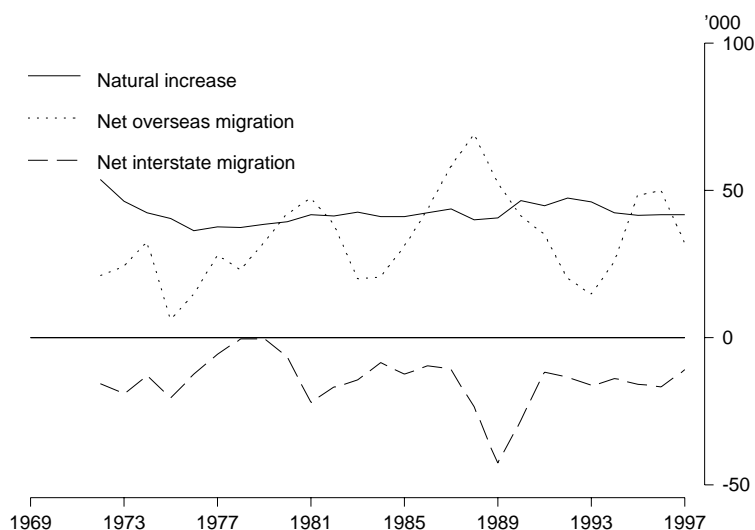 ’000
100
Natural increase
Net overseas migration
Net interstate migration
50
0
-50
1969 1973 1977 1981 1985 1989 1993 1997